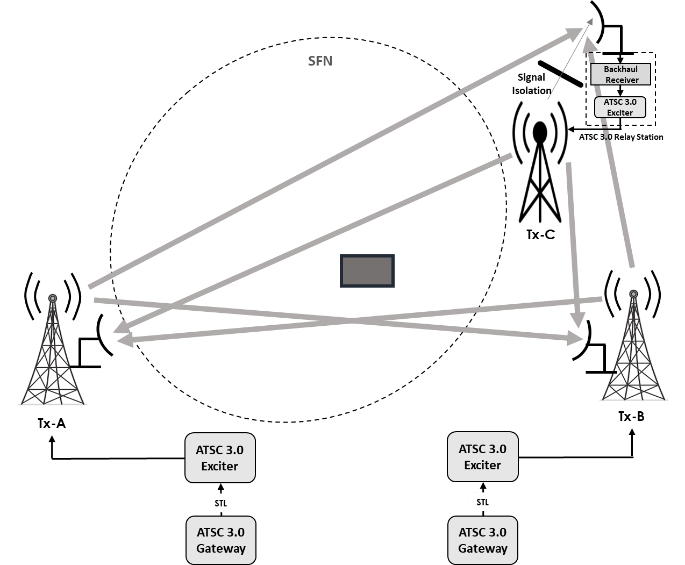 SFN
Signal
Isolation
Backhaul
Receiver
ATSC 3.0
Exciter
ATSC 3.0 Relay Station
Tx-C
Tx-A
Tx-B
ATSC 3.0
Exciter
STL
ATSC 3.0
Gateway
ATSC 3.0
Exciter
STL
ATSC 3.0
Gateway